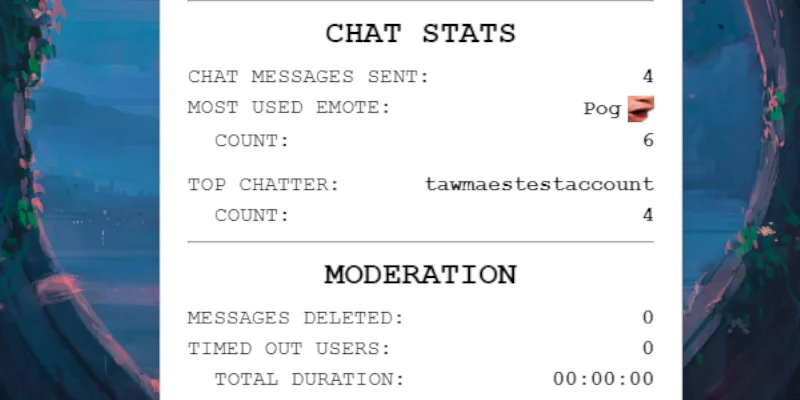 CHAT STATS
CHAT MESSAGES SENT: 4
MOST USED EMOTE: Pog
COUNT: 6
TOP CHATTER: tawmaestestaccount
COUNT: 4
MODERATION
MESSAGES DELETED: 0
TIMED OUT USERS: 0
TOTAL DURATION: 00:00:00